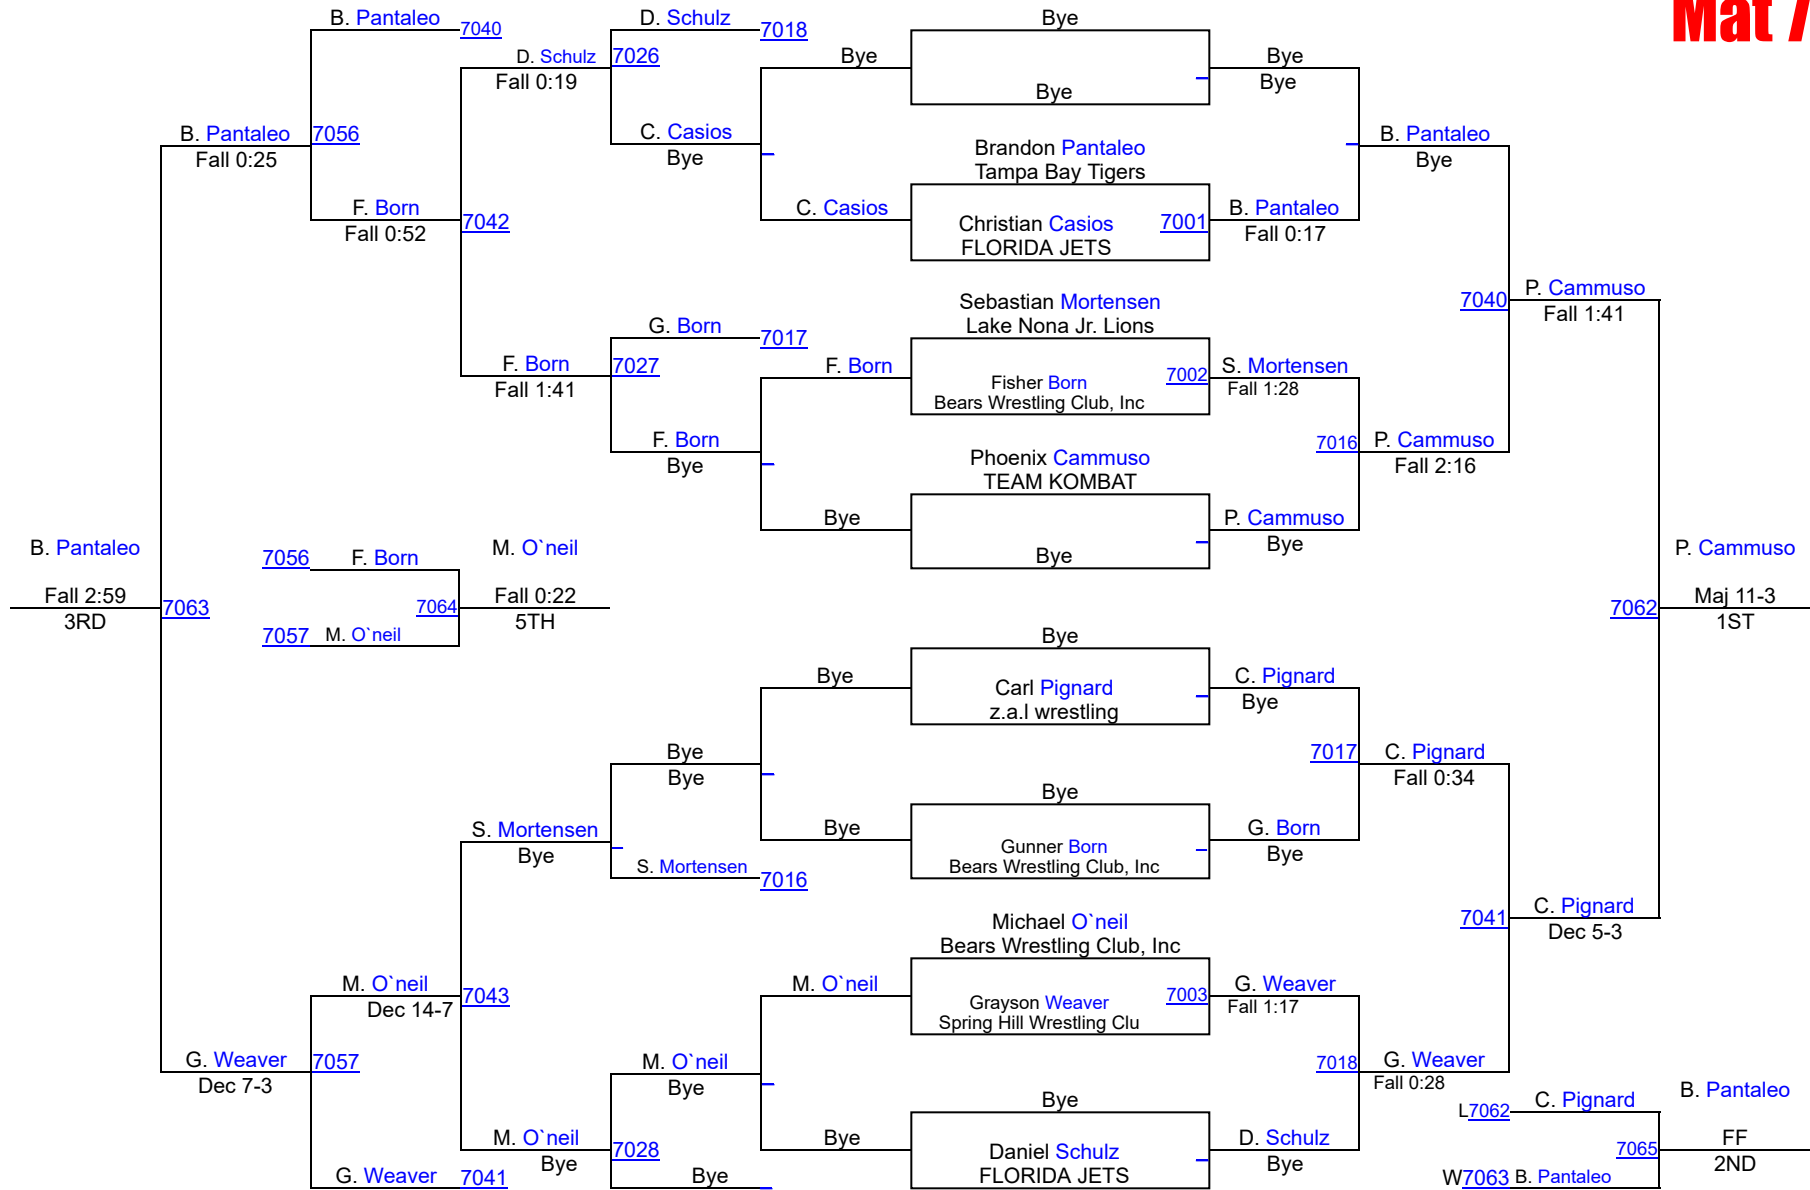 Mat 7
B. Pantaleo
7040
D. Schulz
7018
Bye
D. Schulz
7026
Fall 0:19
Bye
Bye
Bye
Bye
B. Pantaleo
7056
Fall 0:25
C. Casios
Bye
Brandon Pantaleo
Tampa Bay Tigers
B. Pantaleo
Bye
F. Born
7042
Fall 0:52
C. Casios
Christian Casios
7001
FLORIDA JETS
B. Pantaleo
Fall 0:17
Sebastian Mortensen
Lake Nona Jr. Lions
7040
P. Cammuso
Fall 1:41
G. Born
7017
F. Born
7027
Fall 1:41
F. Born
Fisher Born
7002
Bears Wrestling Club, Inc
S. Mortensen
Fall 1:28
F. Born
Bye
Phoenix Cammuso
TEAM KOMBAT
7016
P. Cammuso
Fall 2:16
Bye
Bye
P. Cammuso
Bye
B. Pantaleo
Fall 2:59
3RD
7063
7056
F. Born
7057
M. O`neil
7064
M. O`neil
Fall 0:22
5TH
P. Cammuso
7062
Maj 11-3
1ST
Bye
Bye
Carl Pignard
z.a.l wrestling
C. Pignard
Bye
Bye
Bye
7017
C. Pignard
Fall 0:34
Bye
Bye
Gunner Born
Bears Wrestling Club, Inc
G. Born
Bye
S. Mortensen
Bye
S. Mortensen
7016
Michael O`neil
Bears Wrestling Club, Inc
7041
C. Pignard
Dec 5-3
M. O`neil
7043
Dec 14-7
M. O`neil
Grayson Weaver
7003
Spring Hill Wrestling Clu
G. Weaver
Fall 1:17
G. Weaver
7057
Dec 7-3
M. O`neil
Bye
7018
G. Weaver
Fall 0:28
Bye
Bye
Daniel Schulz
FLORIDA JETS
D. Schulz
Bye
M. O`neil
7028
Bye
Bye
G. Weaver
7041
L7062
C. Pignard
B. Pantaleo
7065
FF
2ND
W7063
B. Pantaleo